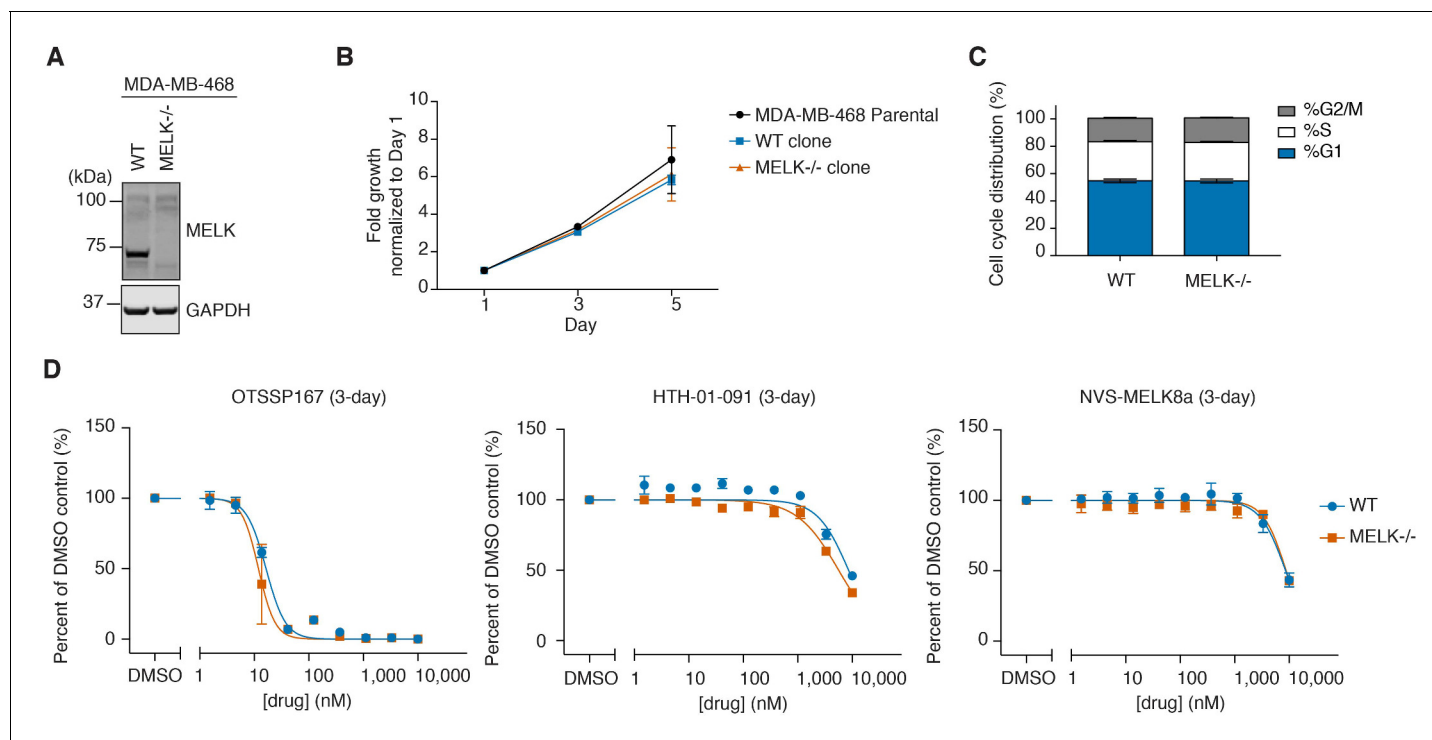 A
MDA-MB-468
WT
MELK-/-
(kDa)
100
75
37
MELK
GAPDH
B
Fold growth
normalized to Day 1
10
8
6
4
2
0
1
3
5
Day
MDA-MB-468 Parental
WT clone
MELK-/- clone
C
Cell cycle distribution (%)
100
80
60
40
20
0
WT
MELK-/-
%G2/M
%S
%G1
D
OTSSP167 (3-day)
Percent of DMSO control (%)
150
100
50
0
DMSO
1
10
100
1,000
10,000
[drug] (nM)
HTH-01-091 (3-day)
Percent of DMSO control (%)
150
100
50
0
DMSO
1
10
100
1,000
10,000
[drug] (nM)
NVS-MELK8a (3-day)
Percent of DMSO control (%)
150
100
50
0
DMSO
1
10
100
1,000
10,000
[drug] (nM)
WT
MELK-/-